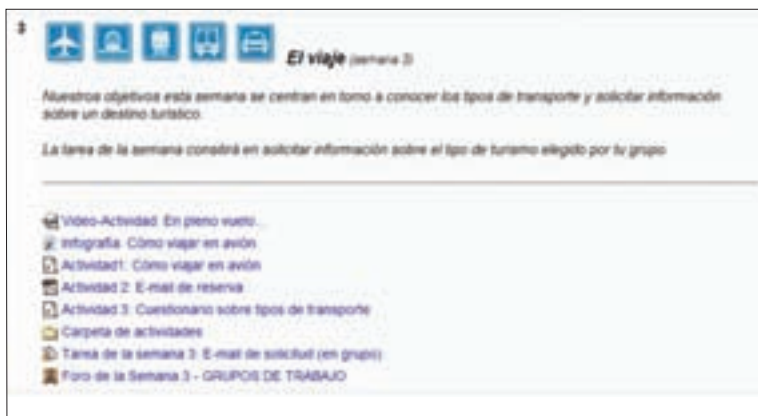 3
El viaje (semana 3)
Nuestros objetivos esta semana se centran en torno a conocer los tipos de transporte y solicitar información
sobre un destino turístico.
La tarea de la semana consitirá en solicitar información sobre el tipo de turismo elegido por tu grupo
Video-Actividad: En pleno vuelo...
Infografía: Cómo viajar en avión
Actividad1: Cómo viajar en avión
Actividad 2: E-mail de reserva
Actividad 3: Cuestionario sobre tipos de transporte
Carpeta de actividades
Tarea de la semana 3: E-mail de solicitud (en grupo)
Foro de la Semana 3 - GRUPOS DE TRABAJO